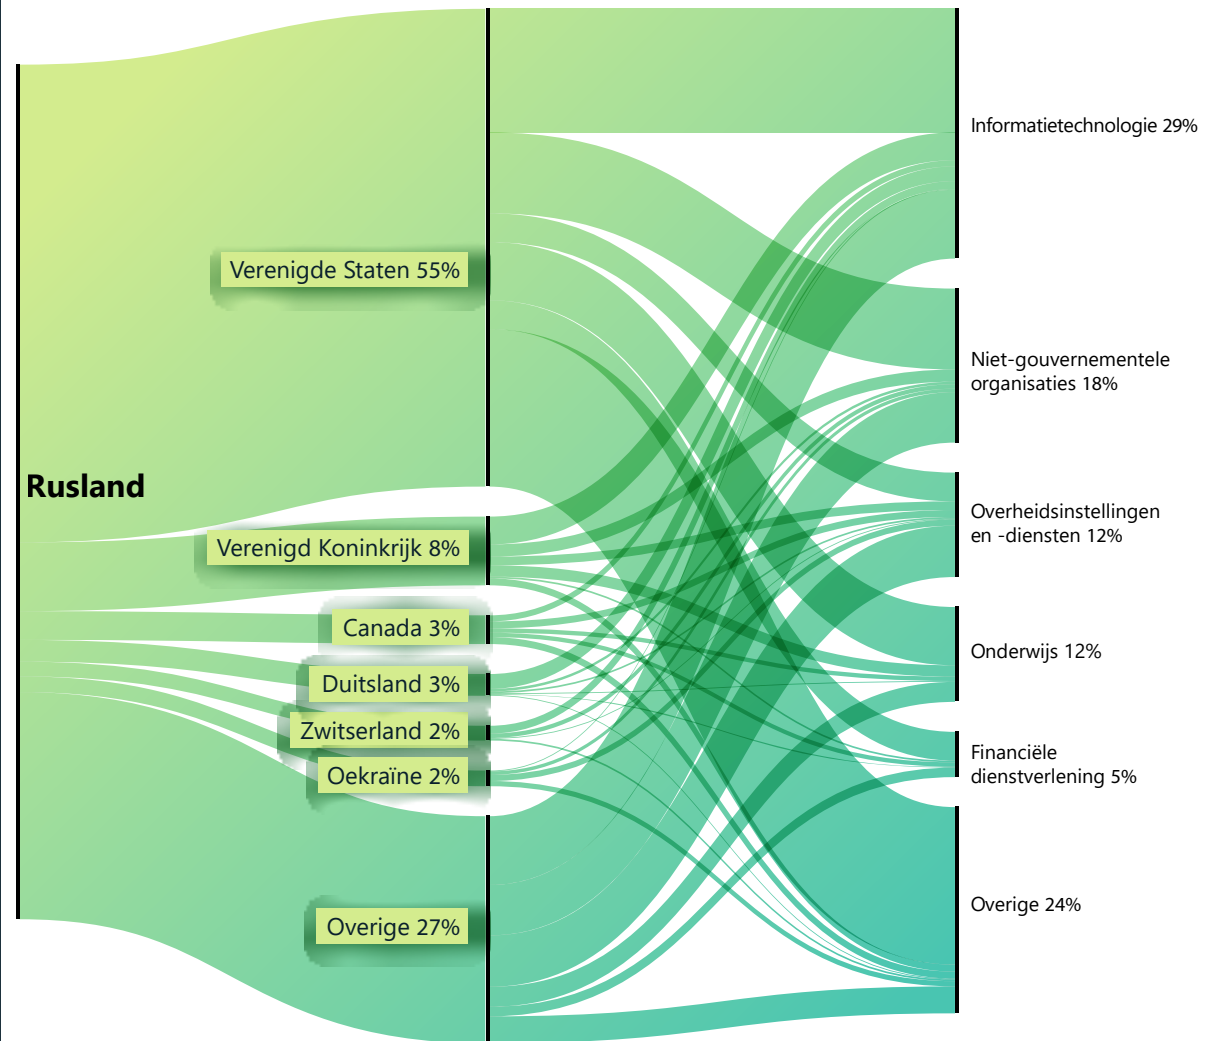 Rusland
Verenigde Staten 55%
Verenigd Koninkrijk 8%
Canada 3%
Duitsland 3%
Zwitserland 2%
Oekraïne 2%
Overige 27%
Informatietechnologie 29%
Niet-gouvernementele
organisaties 18%
Overheidsinstellingen
en -diensten 12%
Onderwijs 12%
Financiële
dienstverlening 5%
Overige 24%